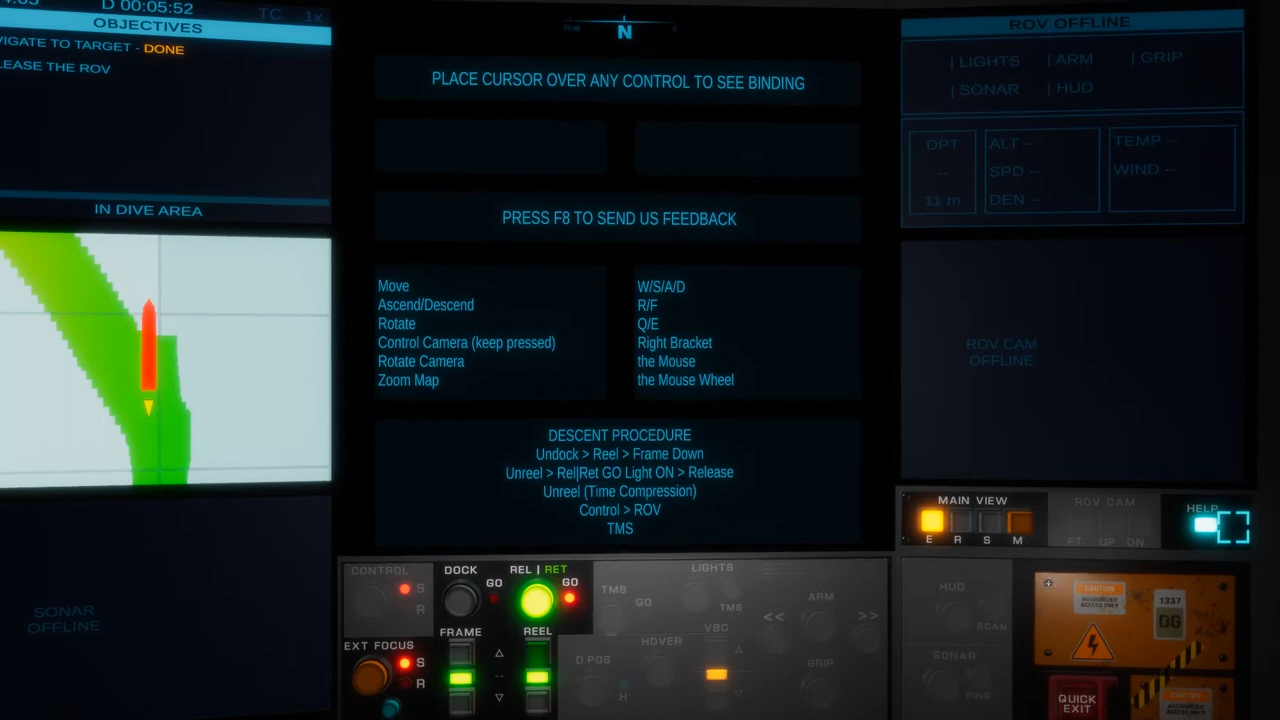 D 00:05:52
TC 1x
OBJECTIVES
VIGATE TO TARGET - DONE
LEASE THE ROV
IN DIVE AREA
SONAR
OFFLINE
N
PLACE CURSOR OVER ANY CONTROL TO SEE BINDING
PRESS F8 TO SEND US FEEDBACK
Move W/S/A/D
Ascend/Descend R/F
Rotate Q/E
Control Camera (keep pressed) Right Bracket
Rotate Camera the Mouse
Zoom Map the Mouse Wheel
DESCENT PROCEDURE
Undock > Reel > Frame Down
Unreel > Rel|Ret GO Light ON > Release
Unreel (Time Compression)
Control > ROV
TMS
ROV OFFLINE
| LIGHTS | ARM | GRIP
| SONAR | HUD
DPT
--
11 m
ALT --
SPD --
DEN --
TEMP --
WIND --
ROV CAM
OFFLINE
MAIN VIEW
E R S M
ROV CAM
FT UP DN
HELP
CONTROL
S
R
DOCK
GO
REL | RET
GO
EXT FOCUS
S
R
FRAME
REEL
--
TMS
GO
LIGHTS
TMS
ARM
<< >>
HOVER
VBC
D.POS
H
GRIP
HUD
SCAN
SONAR
PING
CAUTION
AUTHORIZED
ACCESS ONLY
1337
DG
QUICK
EXIT
CAUTION
AUTHORIZED